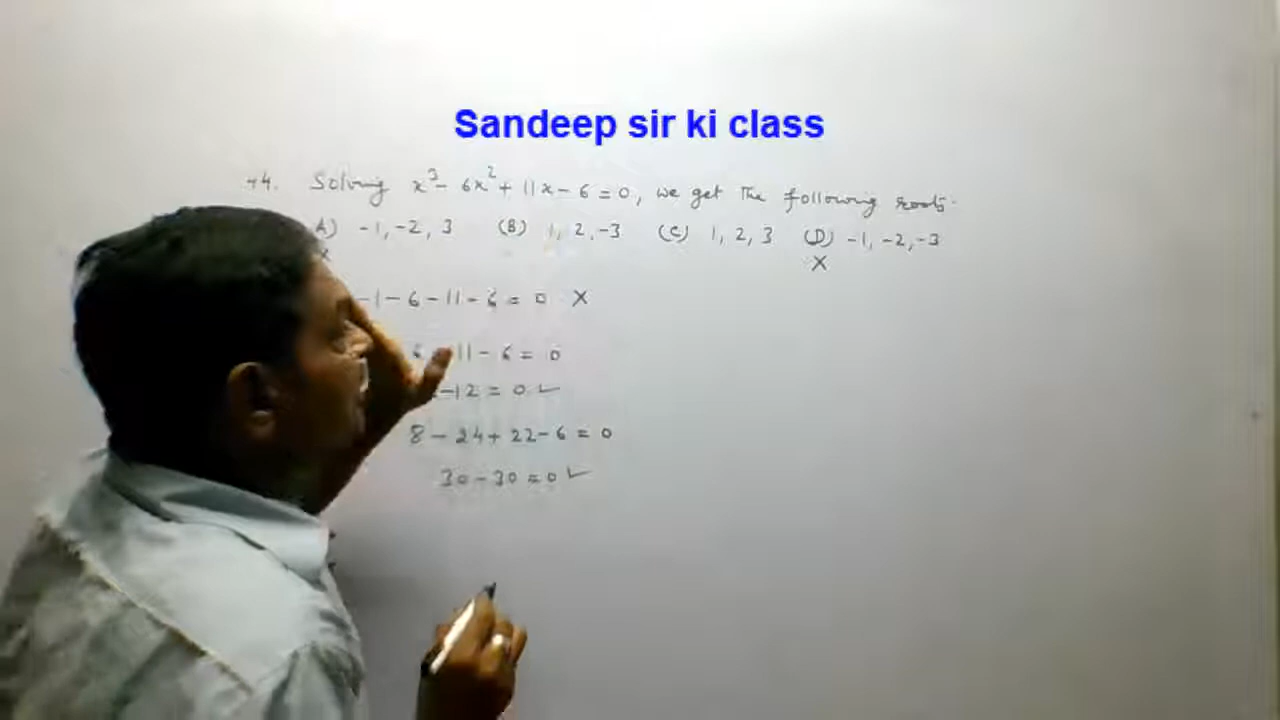 Sandeep sir ki class
44. Solving x³ - 6x² + 11x - 6 = 0, we get the following roots.
A) -1, -2, 3 (B) 1, 2, -3 (C) 1, 2, 3 (D) -1, -2, -3
X X
-1 - 6 - 11 - 6 = 0 X
6 11 - 6 = 0
-12 = 0 ✓
8 - 24 + 22 - 6 = 0
30 - 30 = 0 ✓